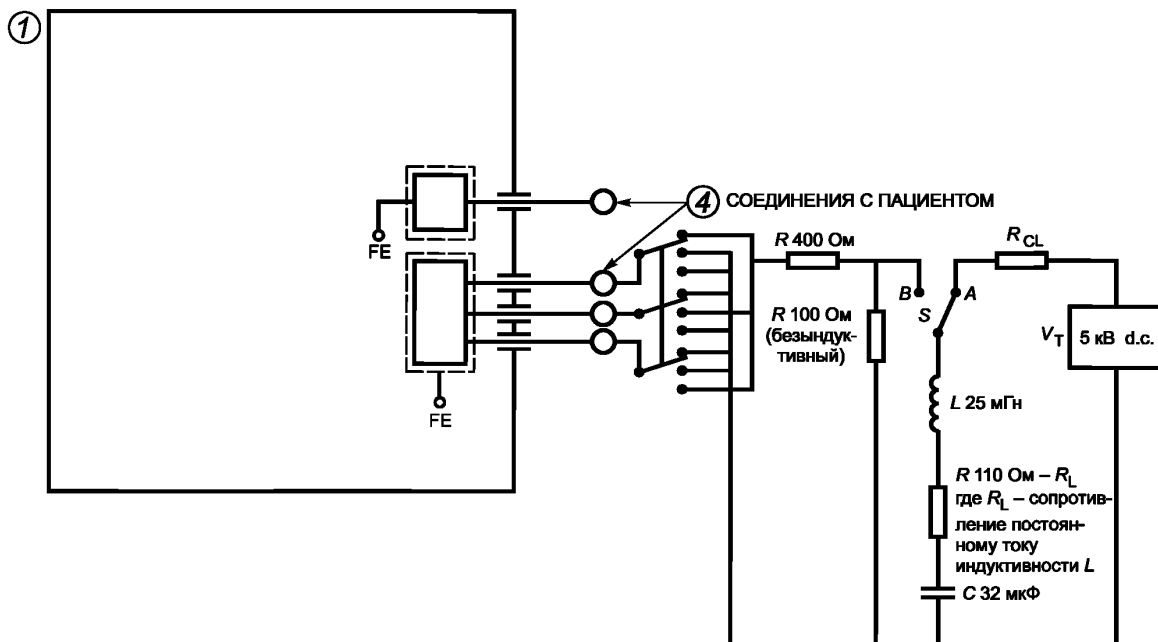 1
4 СОЕДИНЕНИЯ С ПАЦИЕНТОМ
FE
FE
R 400 Ом
R 100 Ом
(безындук-
тивный)
B
S
A
R CL
V T
5 кВ d.c.
L 25 мГн
R 110 Ом – R L
где R L – сопротив-
ление постоян-
ному току
индуктивности L
C 32 мкФ